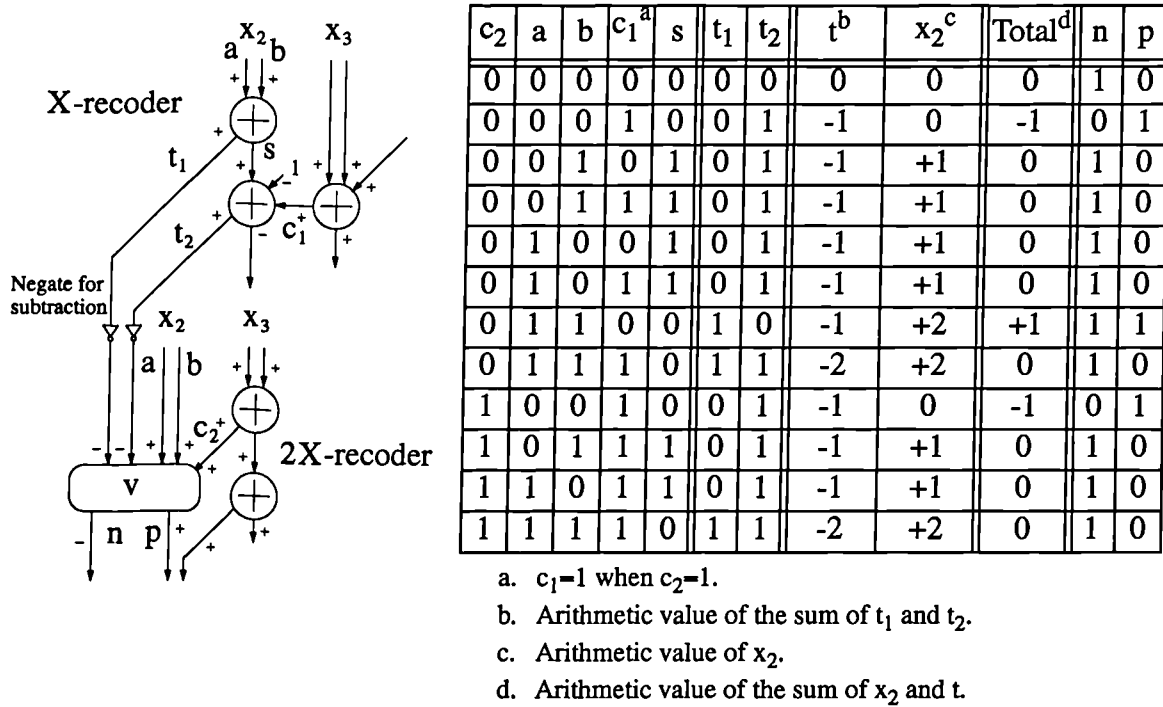 x2 x3
a b
X-recoder
s
t1
-1
c1
t2
Negate for
subtraction
x2 x3
a b
c2
2X-recoder
v
n p
c2 a b c1a s t1 t2 tb x2c Totald n p
0 0 0 0 0 0 0 0 0 0 1 0
0 0 0 1 0 0 1 -1 0 -1 0 1
0 0 1 0 1 0 1 -1 +1 0 1 0
0 0 1 1 1 0 1 -1 +1 0 1 0
0 1 0 0 1 0 1 -1 +1 0 1 0
0 1 0 1 1 0 1 -1 +1 0 1 0
0 1 1 0 0 1 0 -1 +2 +1 1 1
0 1 1 1 0 1 1 -2 +2 0 1 0
1 0 0 1 0 0 1 -1 0 -1 0 1
1 0 1 1 1 0 1 -1 +1 0 1 0
1 1 0 1 1 0 1 -1 +1 0 1 0
1 1 1 1 0 1 1 -2 +2 0 1 0
a. c1=1 when c2=1.
b. Arithmetic value of the sum of t1 and t2.
c. Arithmetic value of x2.
d. Arithmetic value of the sum of x2 and t.